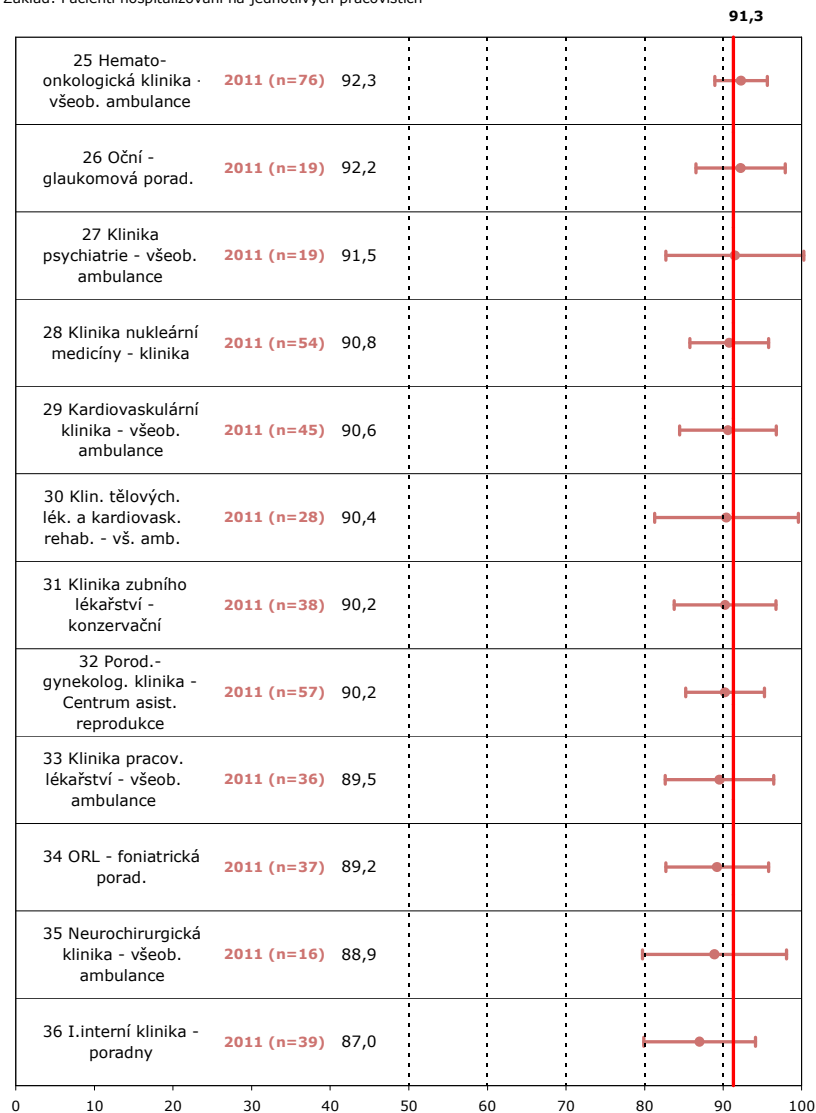 Základ: Pacienti hospitalizovaní na jednotlivých pracovištích
91,3
25 Hemato-
onkologická klinika -
všeob. ambulance
2011 (n=76) 92,3
26 Oční -
glaukomová porad.
2011 (n=19) 92,2
27 Klinika
psychiatrie - všeob.
ambulance
2011 (n=19) 91,5
28 Klinika nukleární
medicíny - klinika
2011 (n=54) 90,8
29 Kardiovaskulární
klinika - všeob.
ambulance
2011 (n=45) 90,6
30 Klin. tělových.
lék. a kardiovask.
rehab. - vš. amb.
2011 (n=28) 90,4
31 Klinika zubního
lékařství -
konzervační
2011 (n=38) 90,2
32 Porod.-
gynekolog. klinika -
Centrum asist.
reprodukce
2011 (n=57) 90,2
33 Klinika pracov.
lékařství - všeob.
ambulance
2011 (n=36) 89,5
34 ORL - foniatrická
porad.
2011 (n=37) 89,2
35 Neurochirurgická
klinika - všeob.
ambulance
2011 (n=16) 88,9
36 I.interní klinika -
poradny
2011 (n=39) 87,0
0 10 20 30 40 50 60 70 80 90 100